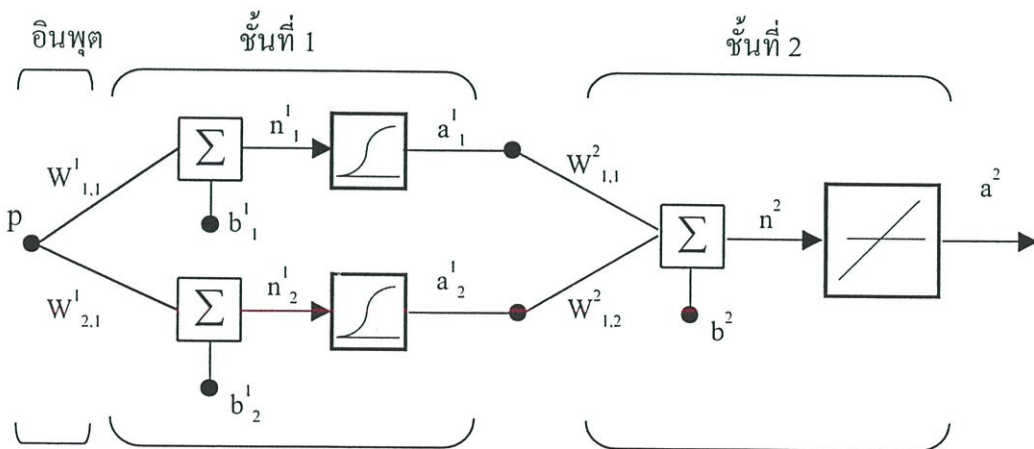 อินพุต
ชั้นที่ 1
ชั้นที่ 2
n¹₁
a¹₁
Σ
W¹₁,₁
W²₁,₁
b¹₁
p
Σ
n²
a²
W¹₂,₁
n¹₂
a¹₂
Σ
W²₁,₂
b²
b¹₂